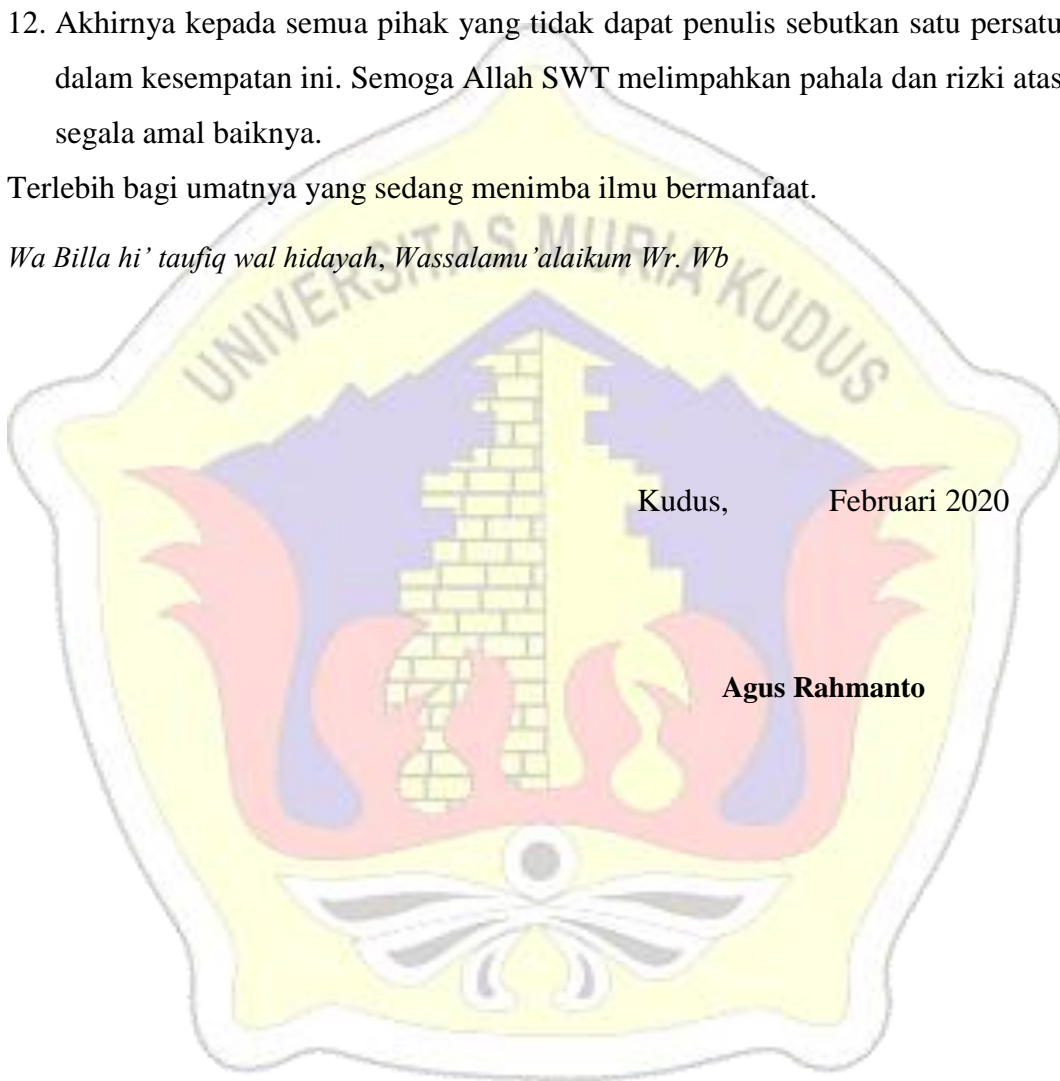 12. Akhirnya kepada semua pihak yang tidak dapat penulis sebutkan satu persatu
dalam kesempatan ini. Semoga Allah SWT melimpahkan pahala dan rizki atas
segala amal baiknya.
Terlebih bagi umatnya yang sedang menimba ilmu bermanfaat.
Wa Billa hi’ taufiq wal hidayah, Wassalamu’alaikum Wr. Wb
UNIVERSITAS MURIA KUDUS
Kudus, Februari 2020
Agus Rahmanto